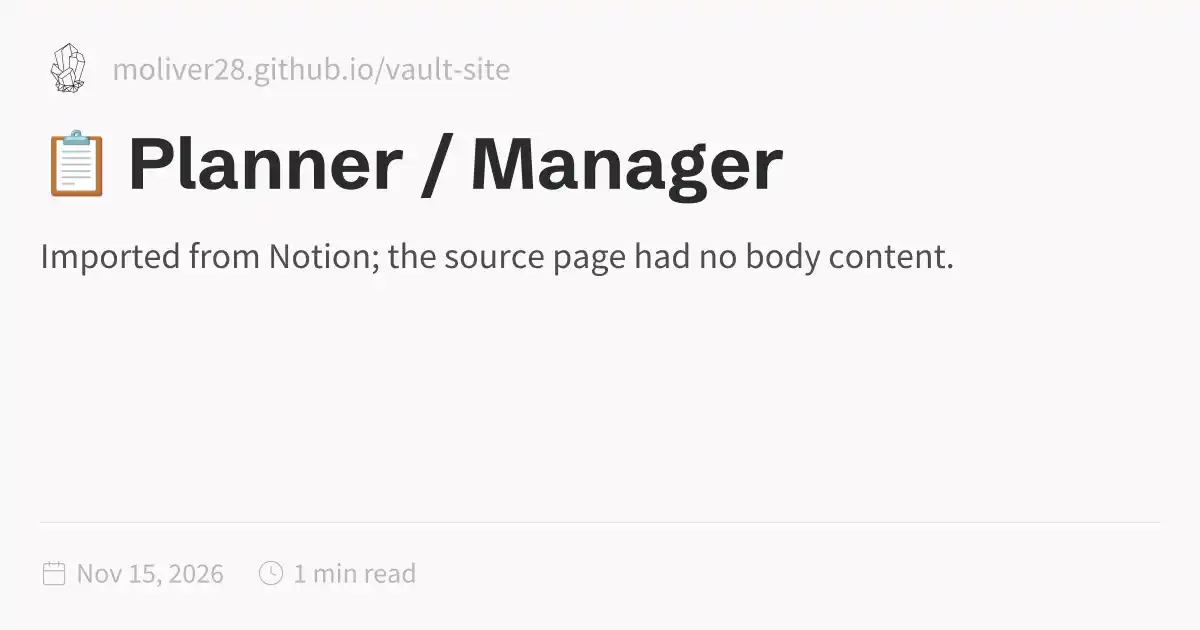 moliver28.github.io/vault-site
📋 Planner / Manager
Imported from Notion; the source page had no body content.
Nov 15, 2026 1 min read